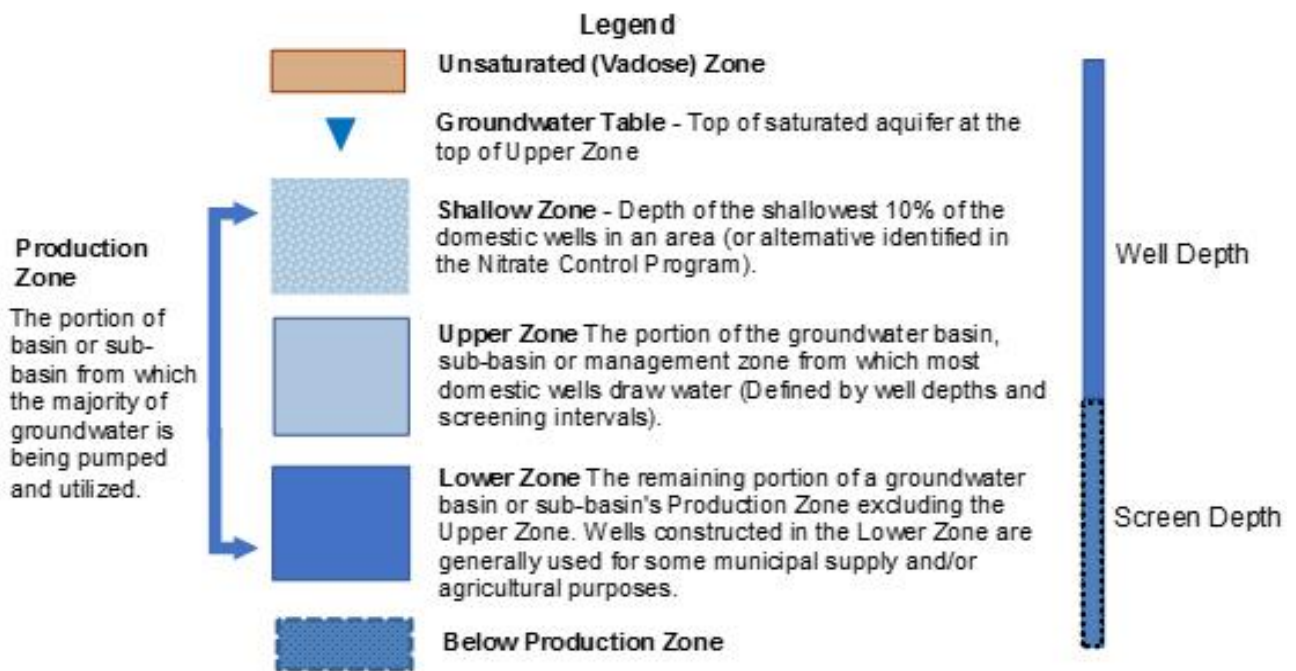 Legend
Unsaturated (Vadose) Zone
Groundwater Table - Top of saturated aquifer at the
top of Upper Zone
Shallow Zone - Depth of the shallowest 10% of the
domestic wells in an area (or alternative identified in
the Nitrate Control Program).
Upper Zone The portion of the groundwater basin,
sub-basin or management zone from which most
domestic wells draw water (Defined by well depths and
screening intervals).
Lower Zone The remaining portion of a groundwater
basin or sub-basin's Production Zone excluding the
Upper Zone. Wells constructed in the Lower Zone are
generally used for some municipal supply and/or
agricultural purposes.
Below Production Zone
Production
Zone
The portion of
basin or sub-
basin from which
the majority of
groundwater is
being pumped
and utilized.
Well Depth
Screen Depth